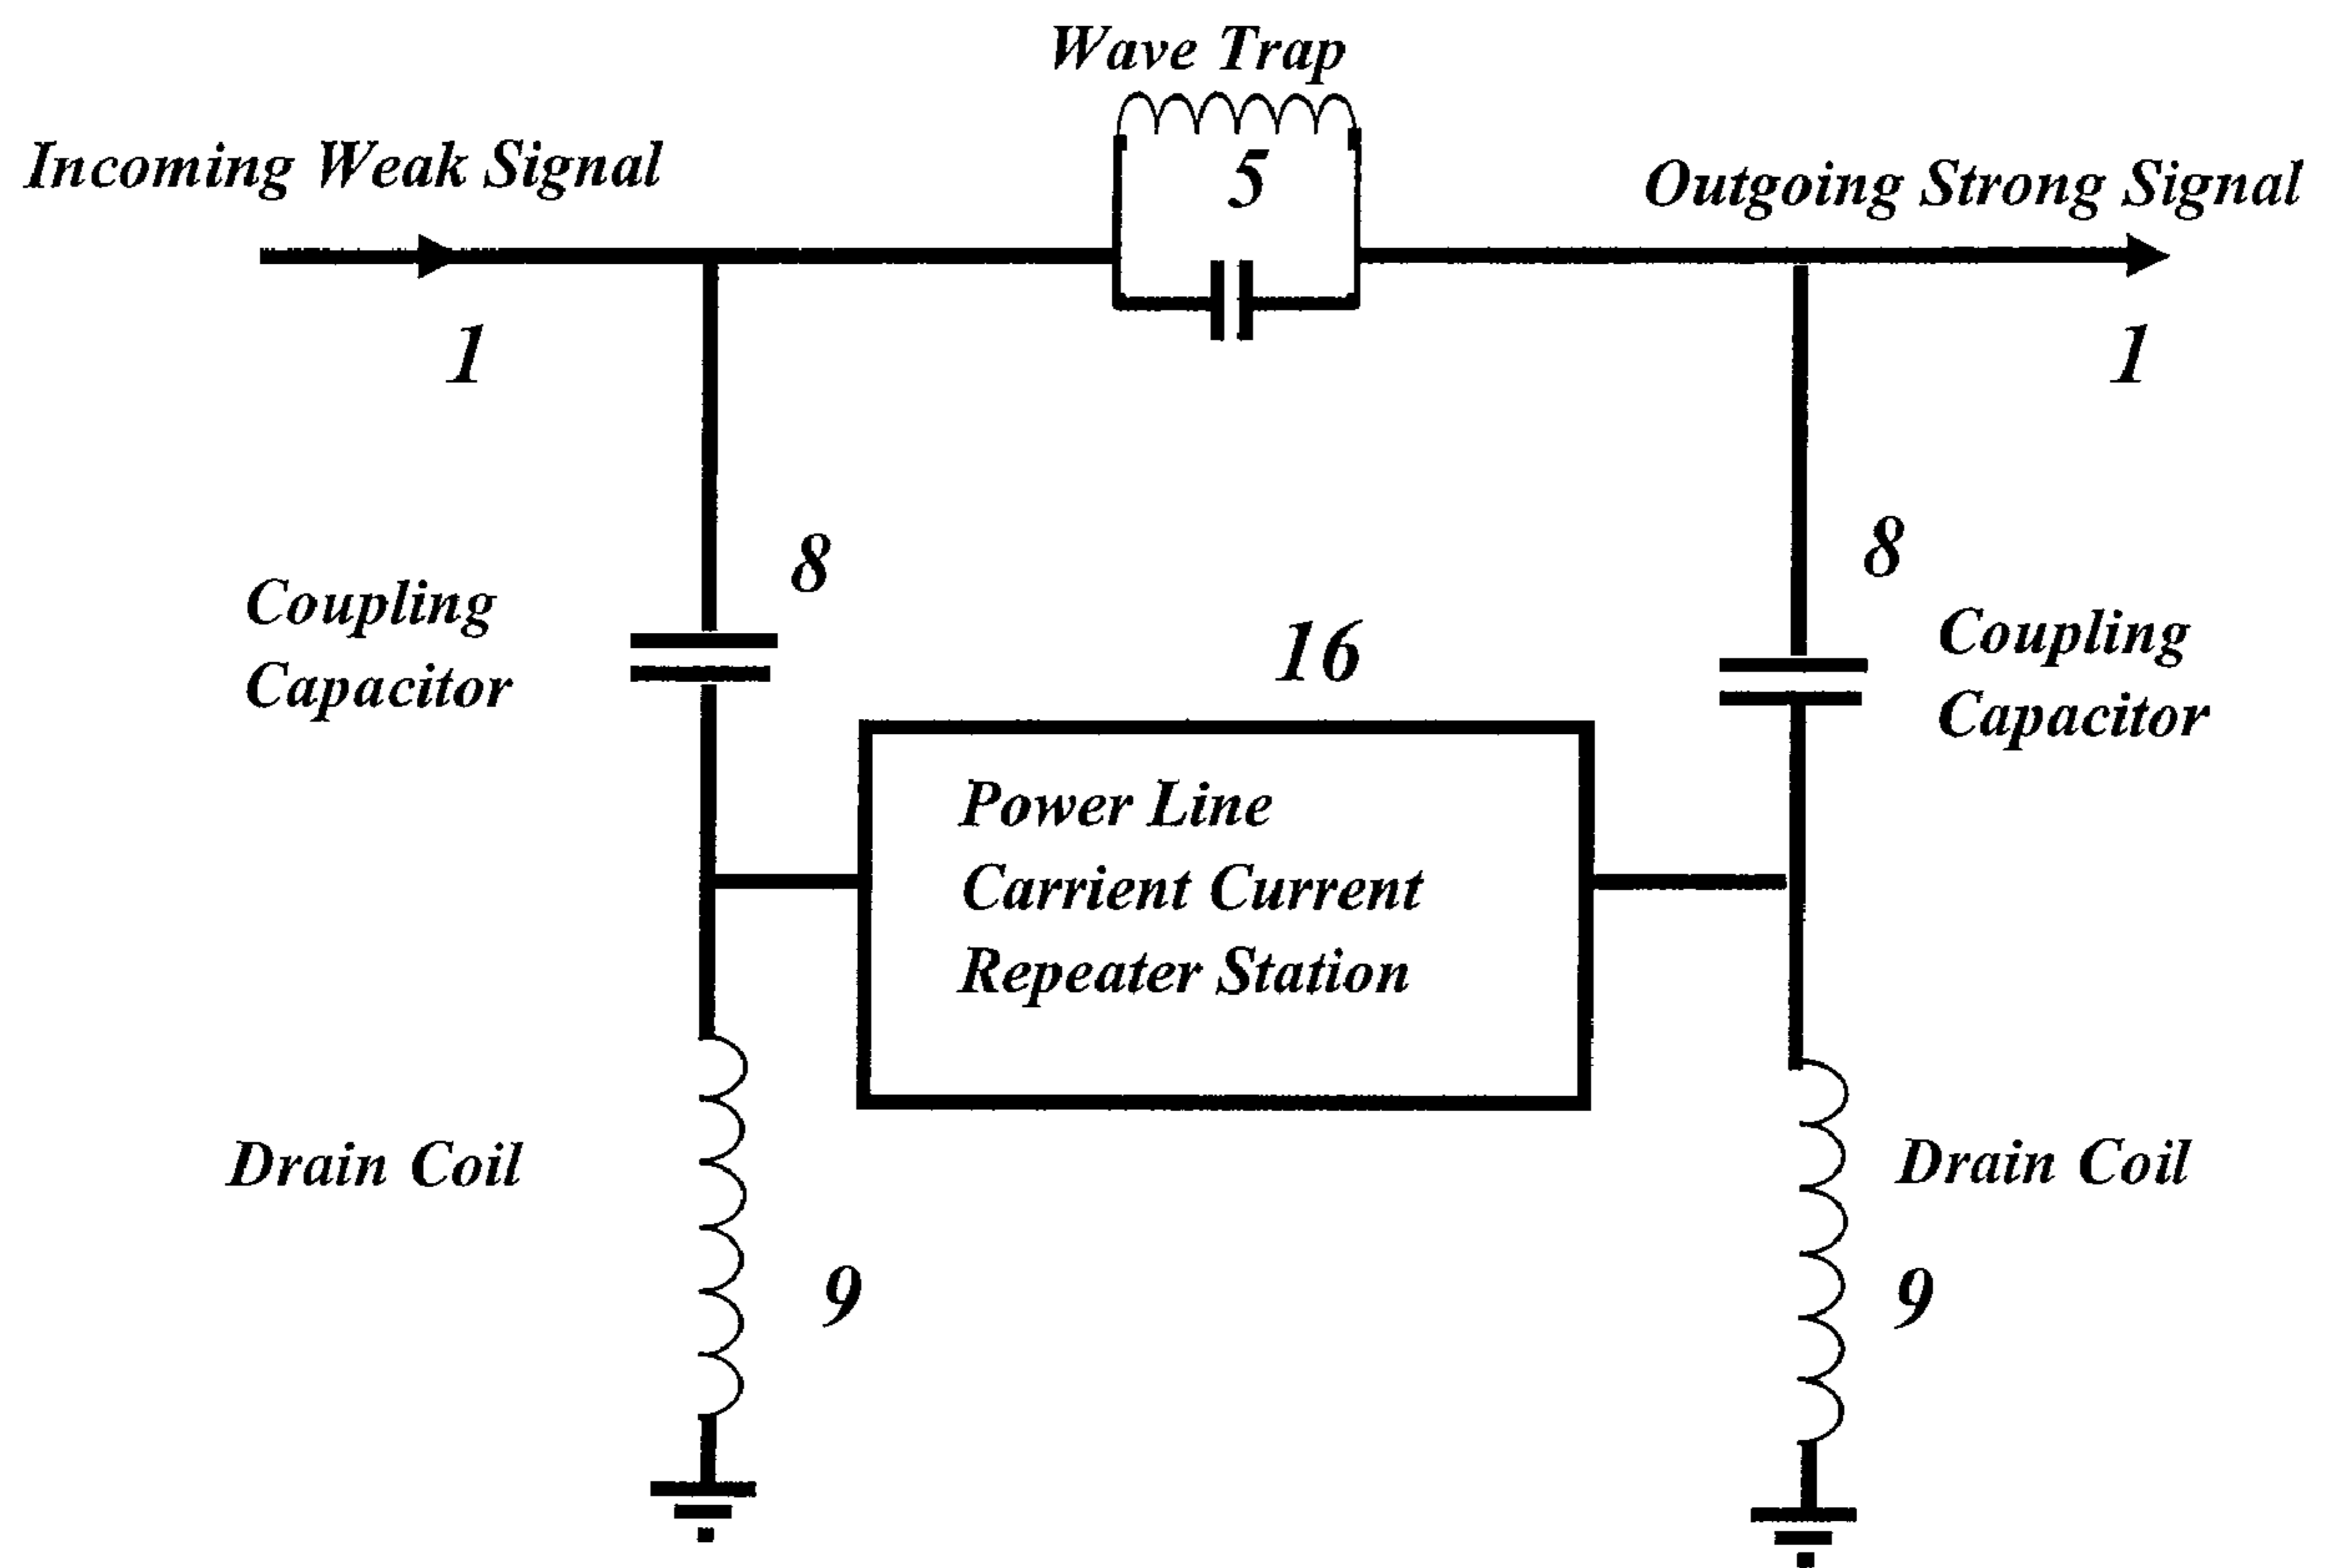 Wave Trap
Incoming Weak Signal
5
Outgoing Strong Signal
1
1
8
8
Coupling
Capacitor
16
Coupling
Capacitor
Power Line
Carrient Current
Repeater Station
Drain Coil
Drain Coil
9
9